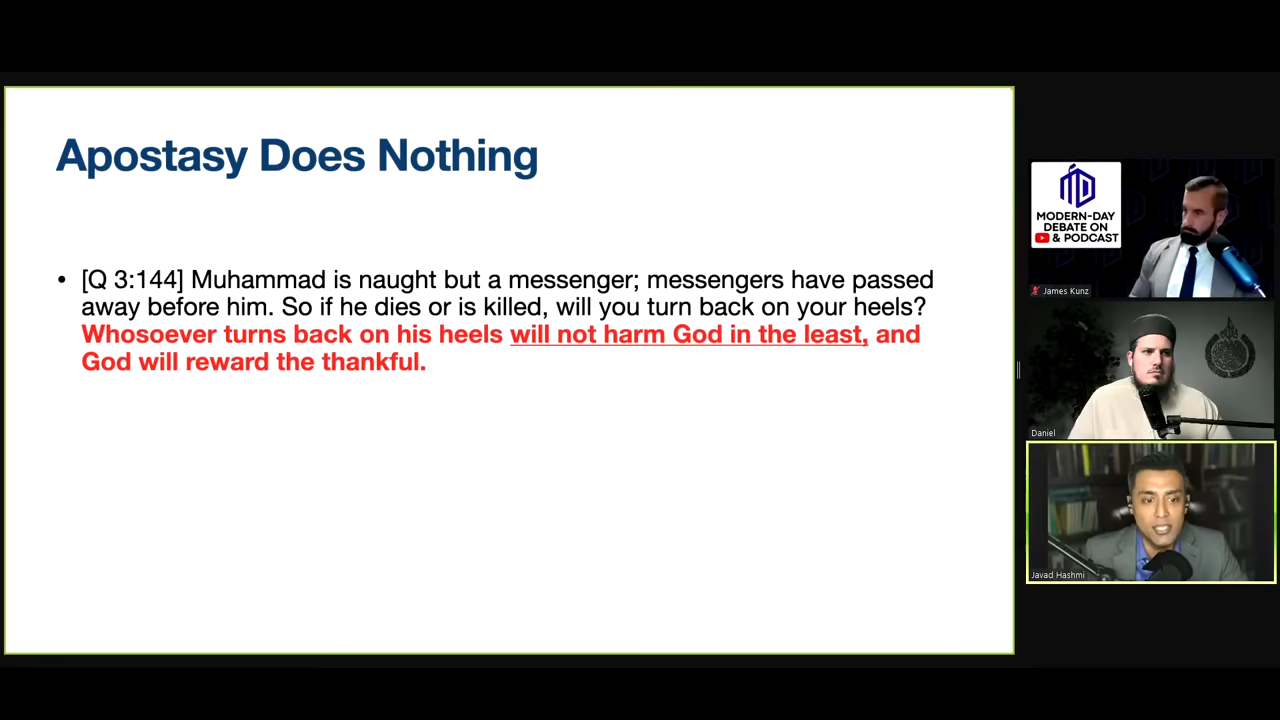 Apostasy Does Nothing
• [Q 3:144] Muhammad is naught but a messenger; messengers have passed
away before him. So if he dies or is killed, will you turn back on your heels?
Whosoever turns back on his heels will not harm God in the least, and
God will reward the thankful.
MODERN-DAY
DEBATE ON
& PODCAST
James Kunz
Daniel
Javad Hashmi